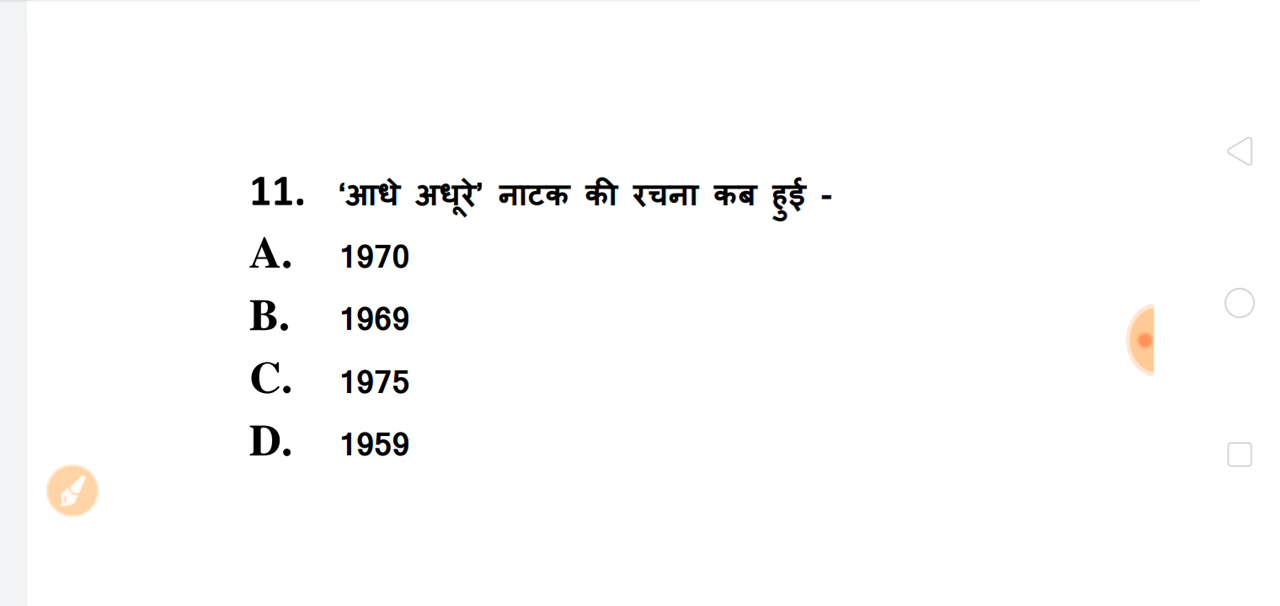 11. ‘आधे अधूरे’ नाटक की रचना कब हुई -
A. 1970
B. 1969
C. 1975
D. 1959